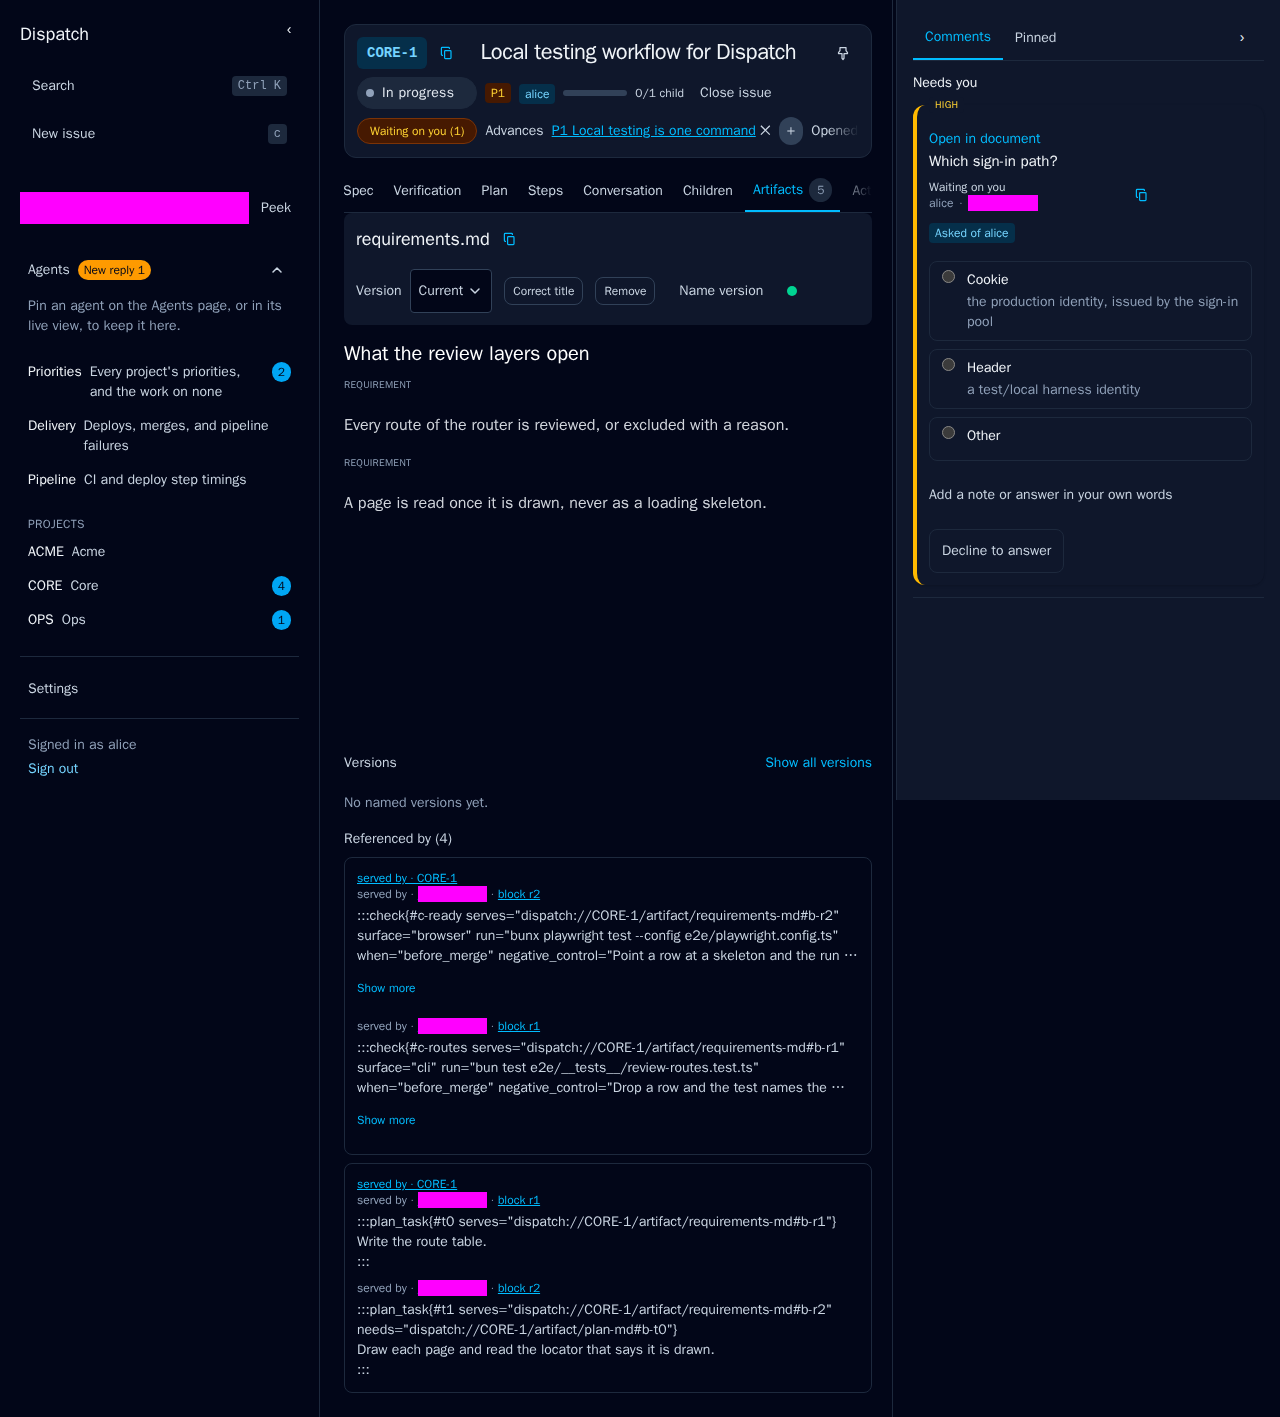 Dispatch
Search
Ctrl K
New issue
C
Peek
Agents
New reply 1
Pin an agent on the Agents page, or in its
live view, to keep it here.
Priorities
Every project's priorities,
and the work on none
2
Delivery
Deploys, merges, and pipeline
failures
Pipeline
CI and deploy step timings
PROJECTS
ACME Acme
CORE Core
4
OPS Ops
1
Settings
Signed in as alice
Sign out
CORE-1
Local testing workflow for Dispatch
In progress
P1
alice
0/1 child
Close issue
Waiting on you (1)
Advances
P1 Local testing is one command
Opened
Spec
Verification
Plan
Steps
Conversation
Children
Artifacts
5
Act
requirements.md
Version
Current
Correct title
Remove
Name version
What the review layers open
REQUIREMENT
Every route of the router is reviewed, or excluded with a reason.
REQUIREMENT
A page is read once it is drawn, never as a loading skeleton.
Versions
Show all versions
No named versions yet.
Referenced by (4)
served by · CORE-1
served by ·
· block r2
:::check{#c-ready serves="dispatch://CORE-1/artifact/requirements-md#b-r2"
surface="browser" run="bunx playwright test --config e2e/playwright.config.ts"
when="before_merge" negative_control="Point a row at a skeleton and the run ...
Show more
served by ·
· block r1
:::check{#c-routes serves="dispatch://CORE-1/artifact/requirements-md#b-r1"
surface="cli" run="bun test e2e/__tests__/review-routes.test.ts"
when="before_merge" negative_control="Drop a row and the test names the ...
Show more
served by · CORE-1
served by ·
· block r1
:::plan_task{#t0 serves="dispatch://CORE-1/artifact/requirements-md#b-r1"}
Write the route table.
:::
served by ·
· block r2
:::plan_task{#t1 serves="dispatch://CORE-1/artifact/requirements-md#b-r2"
needs="dispatch://CORE-1/artifact/plan-md#b-t0"}
Draw each page and read the locator that says it is drawn.
:::
Comments
Pinned
Needs you
HIGH
Open in document
Which sign-in path?
Waiting on you
alice ·
Asked of alice
Cookie
the production identity, issued by the sign-in
pool
Header
a test/local harness identity
Other
Add a note or answer in your own words
Decline to answer